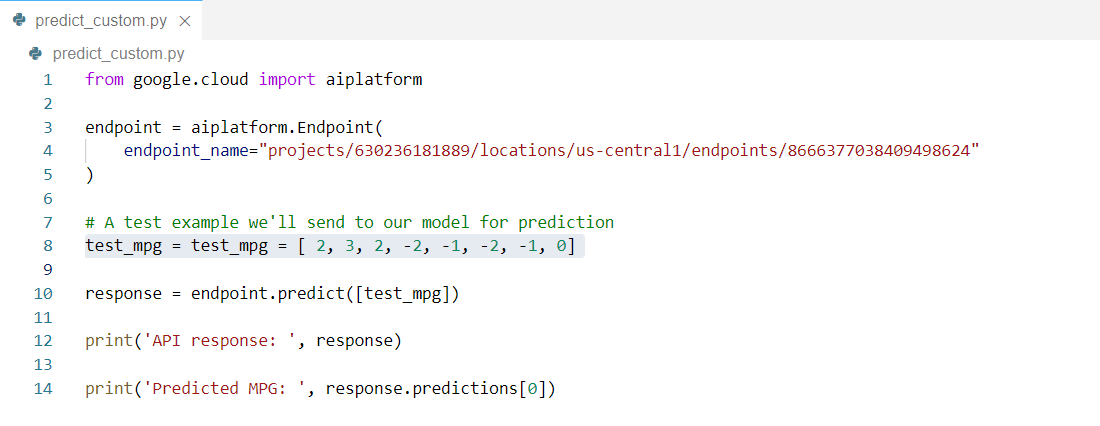 predict_custom.py ×
predict_custom.py
1 from google.cloud import aiplatform
2
3 endpoint = aiplatform.Endpoint(
4     endpoint_name="projects/630236181889/locations/us-central1/endpoints/8666377038409498624"
5 )
6
7 # A test example we'll send to our model for prediction
8 test_mpg = test_mpg = [ 2, 3, 2, -2, -1, -2, -1, 0]
9
10 response = endpoint.predict([test_mpg])
11
12 print('API response: ', response)
13
14 print('Predicted MPG: ', response.predictions[0])